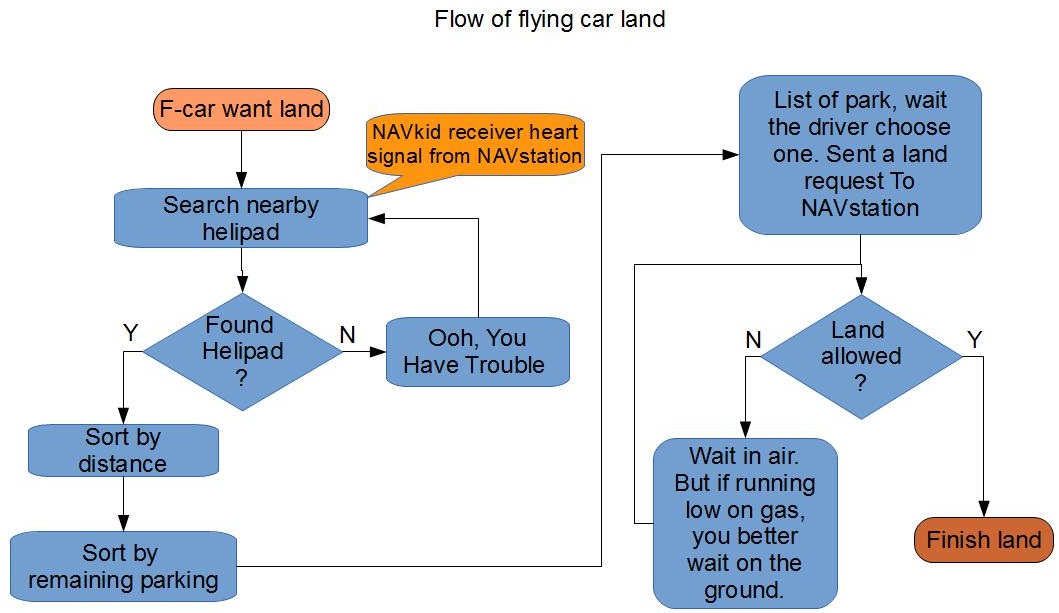 Flow of flying car land
F-car want land
NAVkid receiver heart
signal from NAVstation
Search nearby
helipad
Found
Helipad
?
Y
N
Ooh, You
Have Trouble
Sort by
distance
Sort by
remaining parking
List of park, wait
the driver choose
one. Sent a land
request To
NAVstation
Land
allowed
?
N
Y
Wait in air.
But if running
low on gas,
you better
wait on the
ground.
Finish land